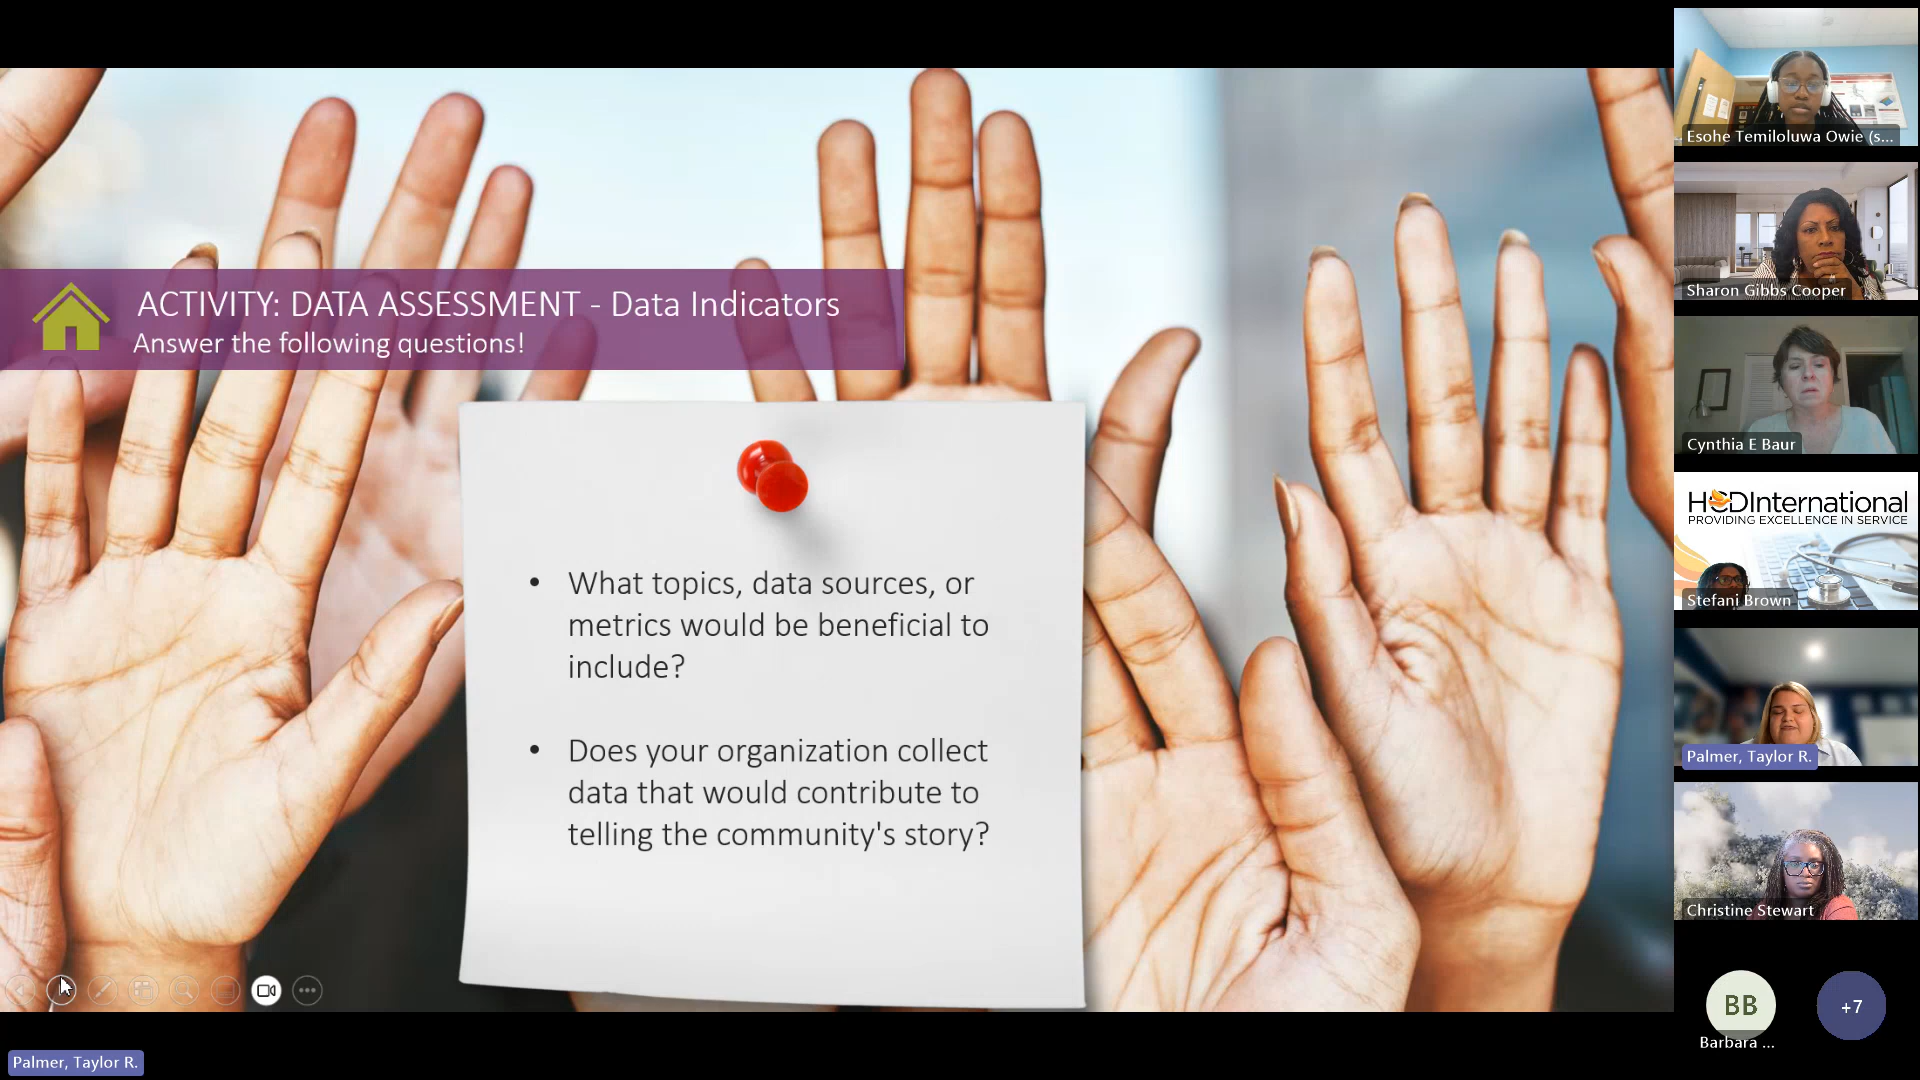 ACTIVITY: DATA ASSESSMENT - Data Indicators
Answer the following questions!
• What topics, data sources, or
metrics would be beneficial to
include?
• Does your organization collect
data that would contribute to
telling the community's story?
Palmer, Taylor R.
Esohe Temiloluwa Owie (s...
Sharon Gibbs Cooper
Cynthia E Baur
HCDInternational
PROVIDING EXCELLENCE IN SERVICE
Stefani Brown
Palmer, Taylor R.
Christine Stewart
BB
Barbara ...
+7